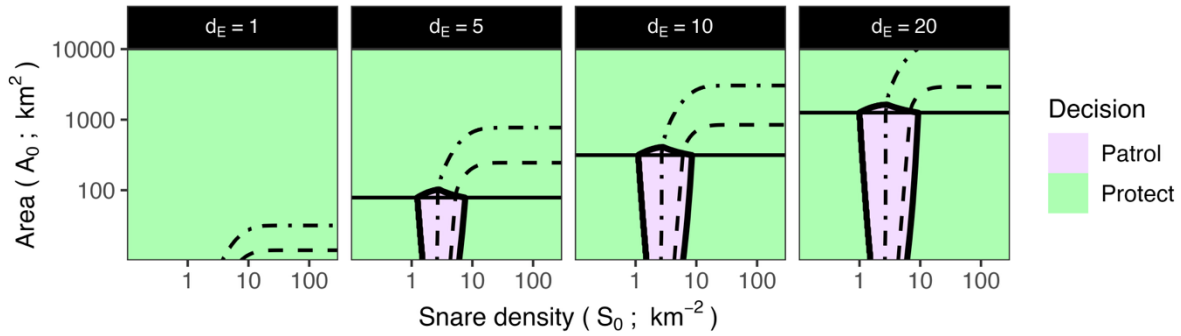 d_E = 1
d_E = 5
d_E = 10
d_E = 20
Area ( A_0 ; km^2 )
10000
1000
100
1 10 100
1 10 100
1 10 100
1 10 100
Snare density ( S_0 ; km^−2 )
Decision
Patrol
Protect